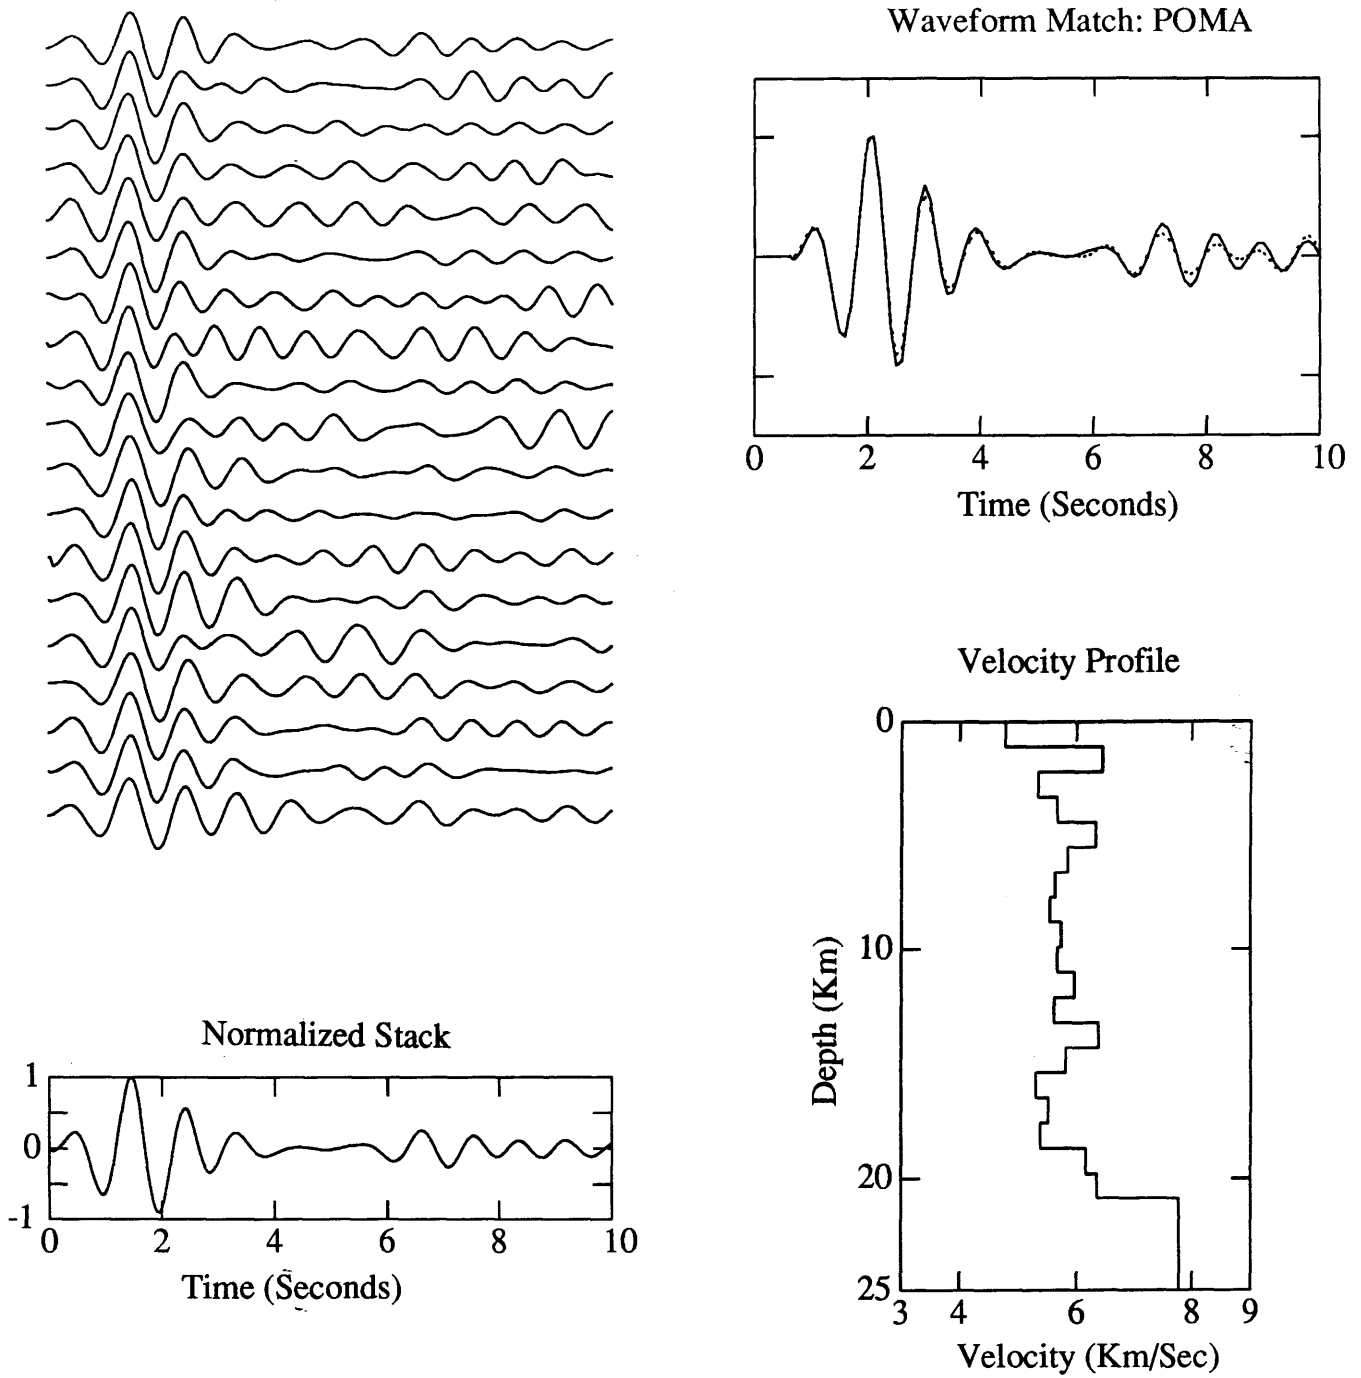 Waveform Match: POMA
0 2 4 6 8 10
Time (Seconds)
Velocity Profile
0
10
20
25
Depth (Km)
3 4 6 8 9
Velocity (Km/Sec)
Normalized Stack
1
0
-1
0 2 4 6 8 10
Time (Seconds)